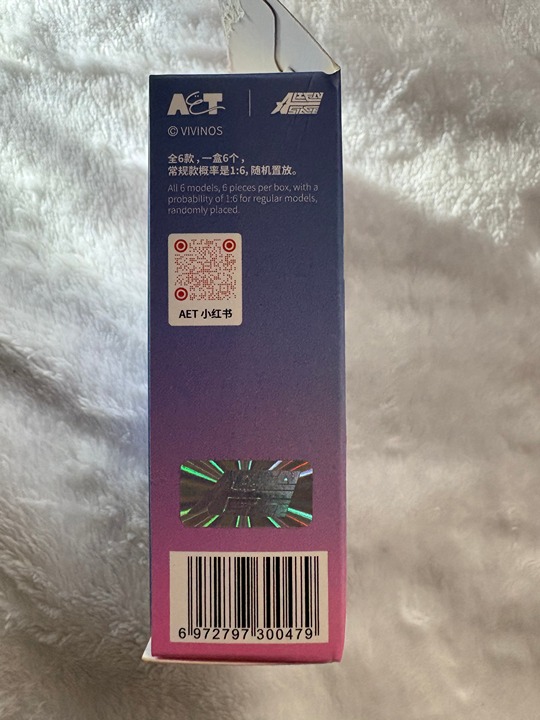 AET
ALIEN STAGE
© VIVINOS
全6款，一盒6个，
常规款概率是1:6, 随机置放。
All 6 models, 6 pieces per box, with a
probability of 1:6 for regular models,
randomly placed.
AET 小红书
6 972797 300479